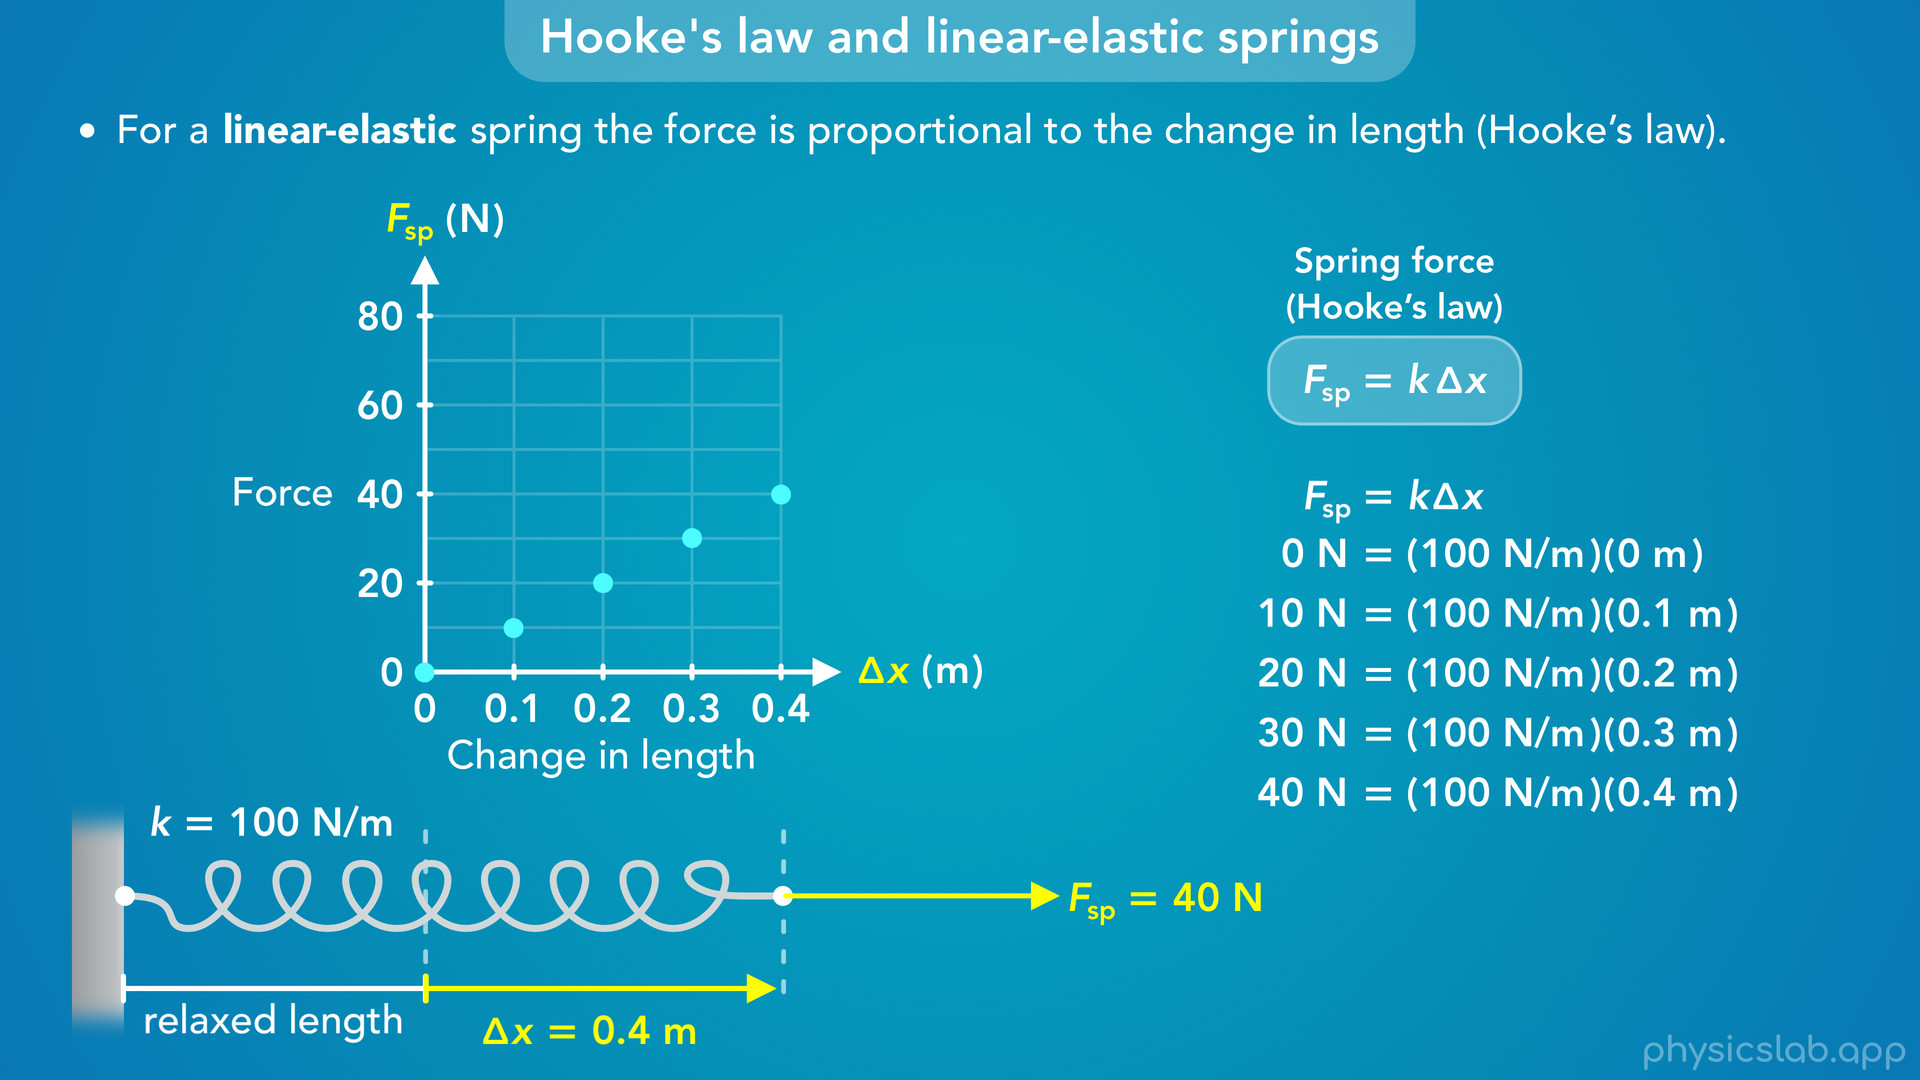 Hooke's law and linear-elastic springs
• For a linear-elastic spring the force is proportional to the change in length (Hooke’s law).
Fsp (N)
80
60
Force 40
20
0
0 0.1 0.2 0.3 0.4
Δx (m)
Change in length
Spring force
(Hooke’s law)
Fsp = k Δx
Fsp = kΔx
0 N = (100 N/m)(0 m)
10 N = (100 N/m)(0.1 m)
20 N = (100 N/m)(0.2 m)
30 N = (100 N/m)(0.3 m)
40 N = (100 N/m)(0.4 m)
k = 100 N/m
Fsp = 40 N
relaxed length
Δx = 0.4 m
physicslab.app